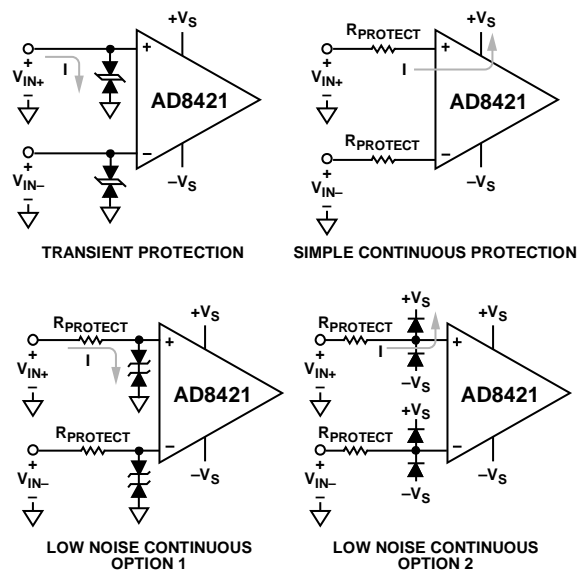 +VS
+
VIN+
–
I
+
AD8421
–
+
VIN–
–
–VS
TRANSIENT PROTECTION
+VS
RPROTECT
+
VIN+
–
I
+
AD8421
RPROTECT
–
+
VIN–
–
–VS
SIMPLE CONTINUOUS PROTECTION
+VS
RPROTECT
+
VIN+
–
I
+
AD8421
RPROTECT
–
+
VIN–
–
–VS
LOW NOISE CONTINUOUS
OPTION 1
+VS
+VS
RPROTECT
+
VIN+
–
I
+
–VS
AD8421
+VS
RPROTECT
–
+
VIN–
–
–VS
–VS
LOW NOISE CONTINUOUS
OPTION 2